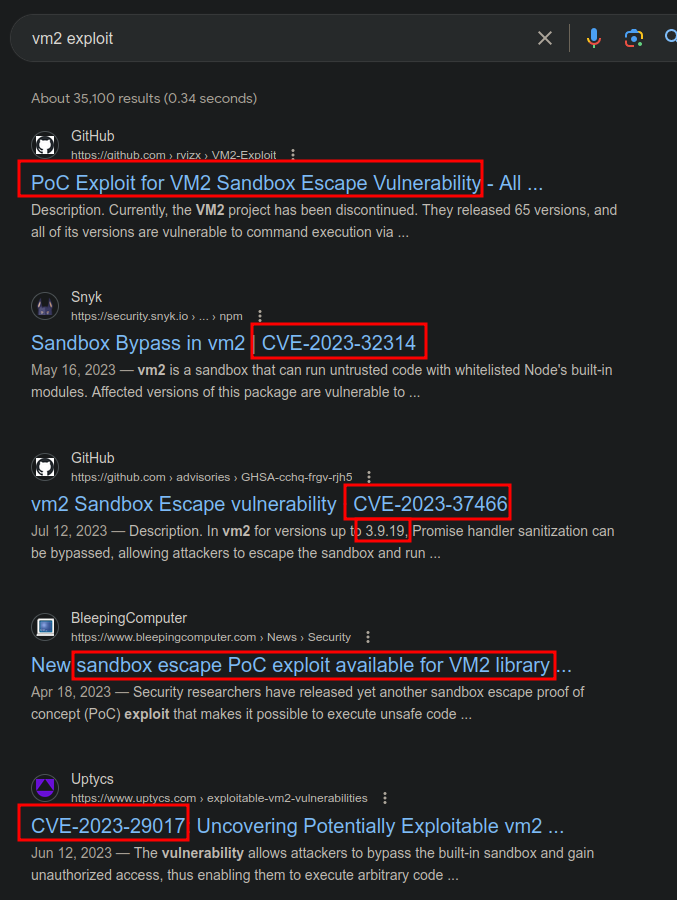 vm2 exploit
About 35,100 results (0.34 seconds)
GitHub
https://github.com › rvizx › VM2-Exploit
PoC Exploit for VM2 Sandbox Escape Vulnerability - All ...
Description. Currently, the VM2 project has been discontinued. They released 65 versions, and
all of its versions are vulnerable to command execution via ...
Snyk
https://security.snyk.io › ... › npm
Sandbox Bypass in vm2 | CVE-2023-32314
May 16, 2023 — vm2 is a sandbox that can run untrusted code with whitelisted Node's built-in
modules. Affected versions of this package are vulnerable to ...
GitHub
https://github.com › advisories › GHSA-cchq-frgv-rjh5
vm2 Sandbox Escape vulnerability CVE-2023-37466
Jul 12, 2023 — Description. In vm2 for versions up to 3.9.19, Promise handler sanitization can
be bypassed, allowing attackers to escape the sandbox and run ...
BleepingComputer
https://www.bleepingcomputer.com › News › Security
New sandbox escape PoC exploit available for VM2 library ...
Apr 18, 2023 — Security researchers have released yet another sandbox escape proof of
concept (PoC) exploit that makes it possible to execute unsafe code ...
Uptycs
https://www.uptycs.com › exploitable-vm2-vulnerabilities
CVE-2023-29017: Uncovering Potentially Exploitable vm2 ...
Jun 12, 2023 — The vulnerability allows attackers to bypass the built-in sandbox and gain
unauthorized access, thus enabling them to execute arbitrary code ...